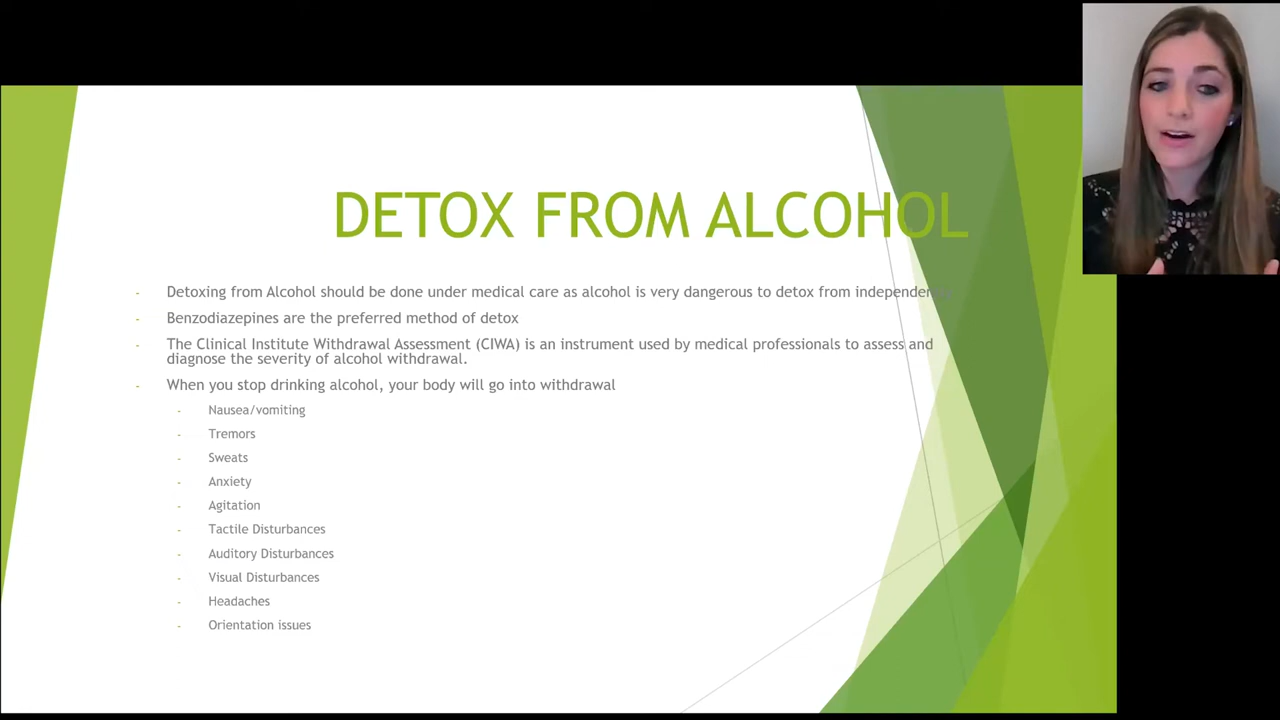 DETOX FROM ALCOHOL
- Detoxing from Alcohol should be done under medical care as alcohol is very dangerous to detox from independently
- Benzodiazepines are the preferred method of detox
- The Clinical Institute Withdrawal Assessment (CIWA) is an instrument used by medical professionals to assess and
diagnose the severity of alcohol withdrawal.
- When you stop drinking alcohol, your body will go into withdrawal
- Nausea/vomiting
- Tremors
- Sweats
- Anxiety
- Agitation
- Tactile Disturbances
- Auditory Disturbances
- Visual Disturbances
- Headaches
- Orientation issues